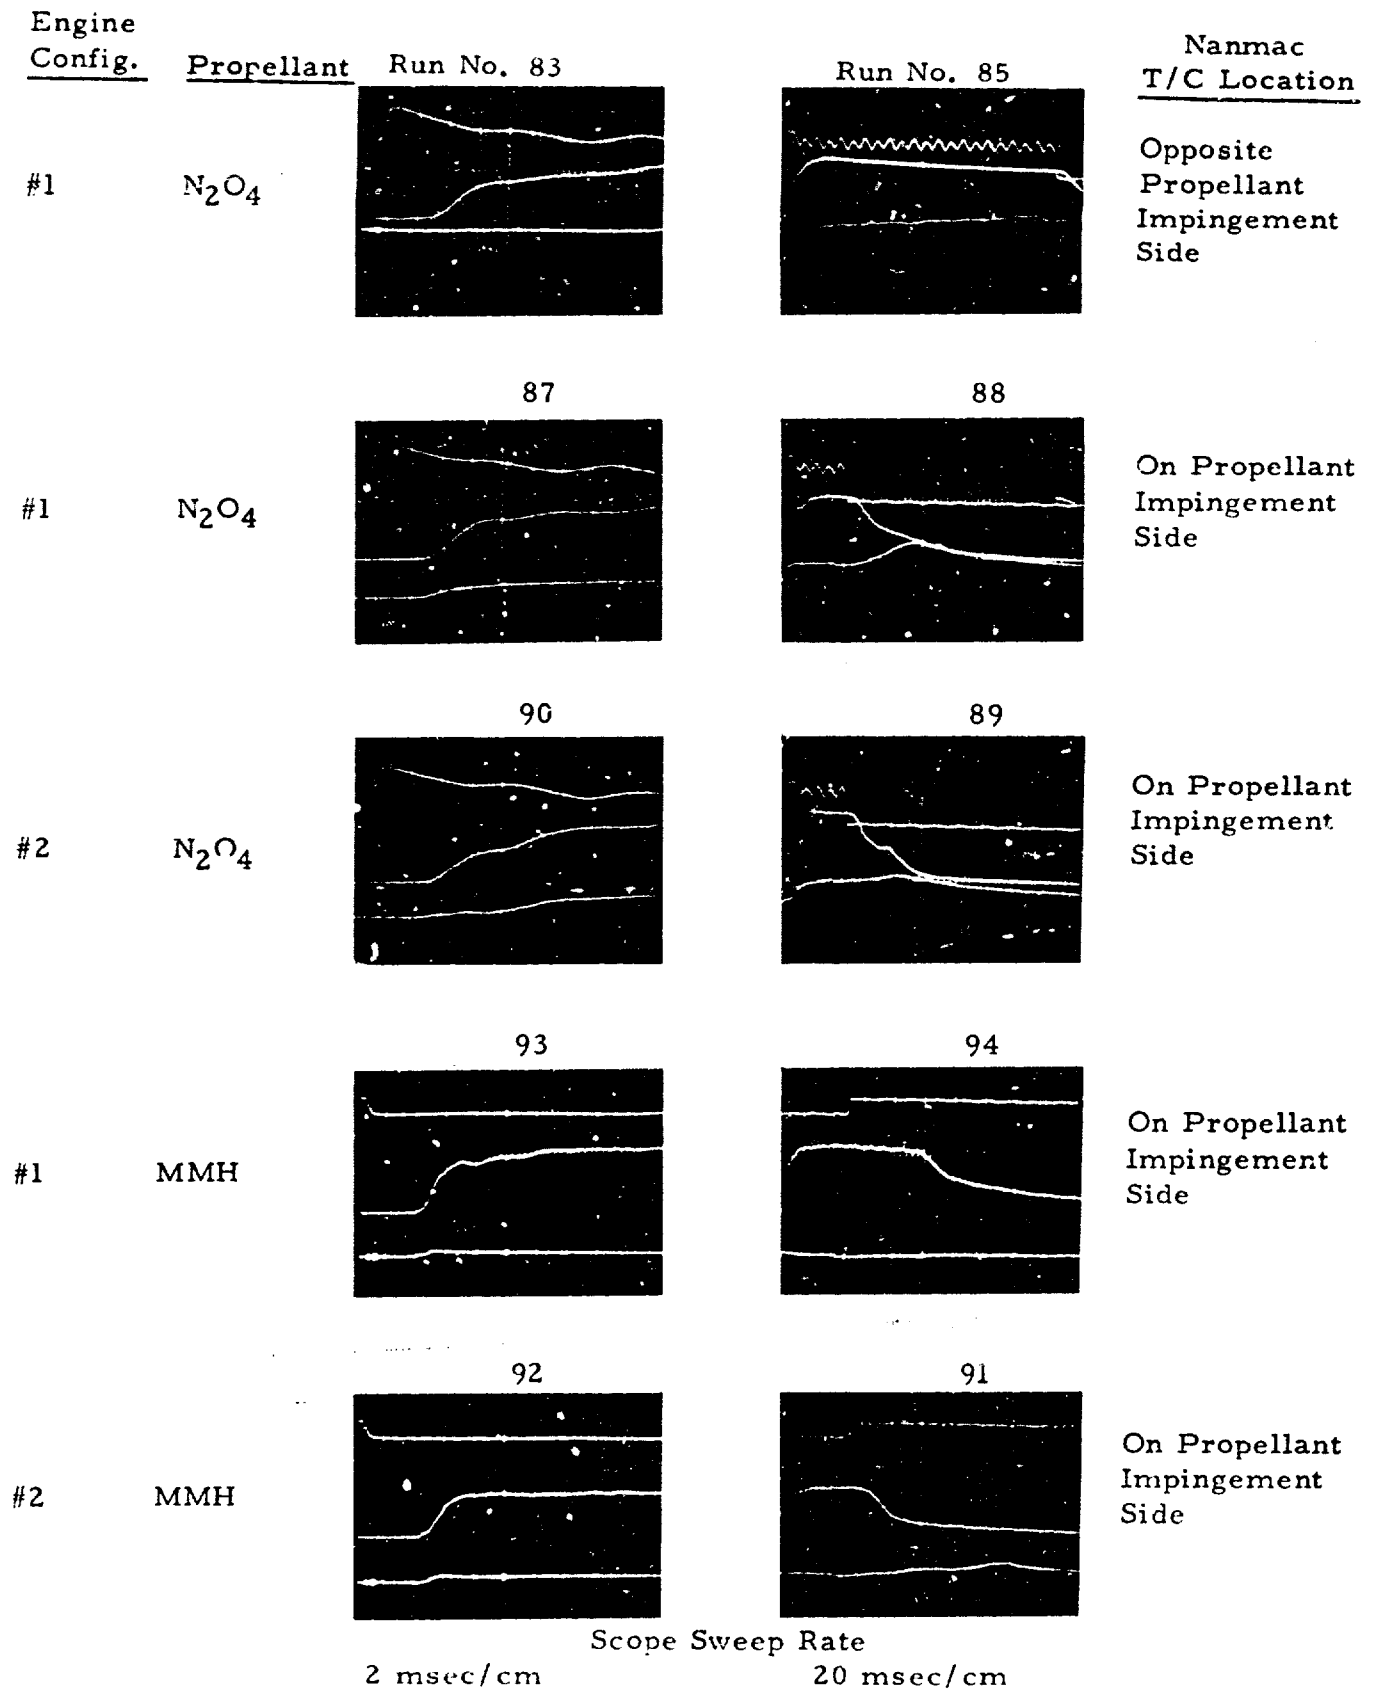 Engine
Config.
Propellant
Run No. 83
Run No. 85
Nanmac
T/C Location
#1
N2O4
Opposite
Propellant
Impingement
Side
87
88
#1
N2O4
On Propellant
Impingement
Side
90
89
#2
N2O4
On Propellant
Impingement
Side
93
94
#1
MMH
On Propellant
Impingement
Side
92
91
#2
MMH
On Propellant
Impingement
Side
Scope Sweep Rate
2 msec/cm
20 msec/cm